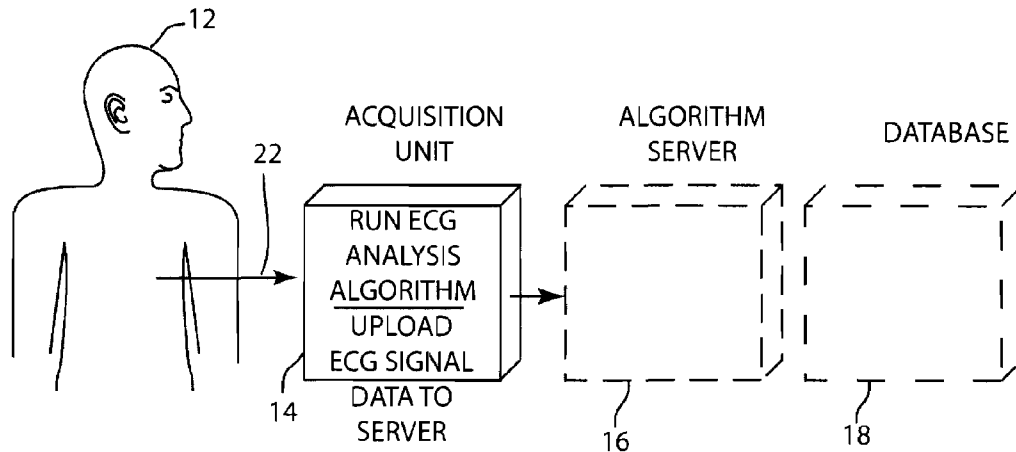 12
22
ACQUISITION
UNIT
ALGORITHM
SERVER
DATABASE
RUN ECG
ANALYSIS
ALGORITHM
UPLOAD
ECG SIGNAL
DATA TO
SERVER
14
16
18